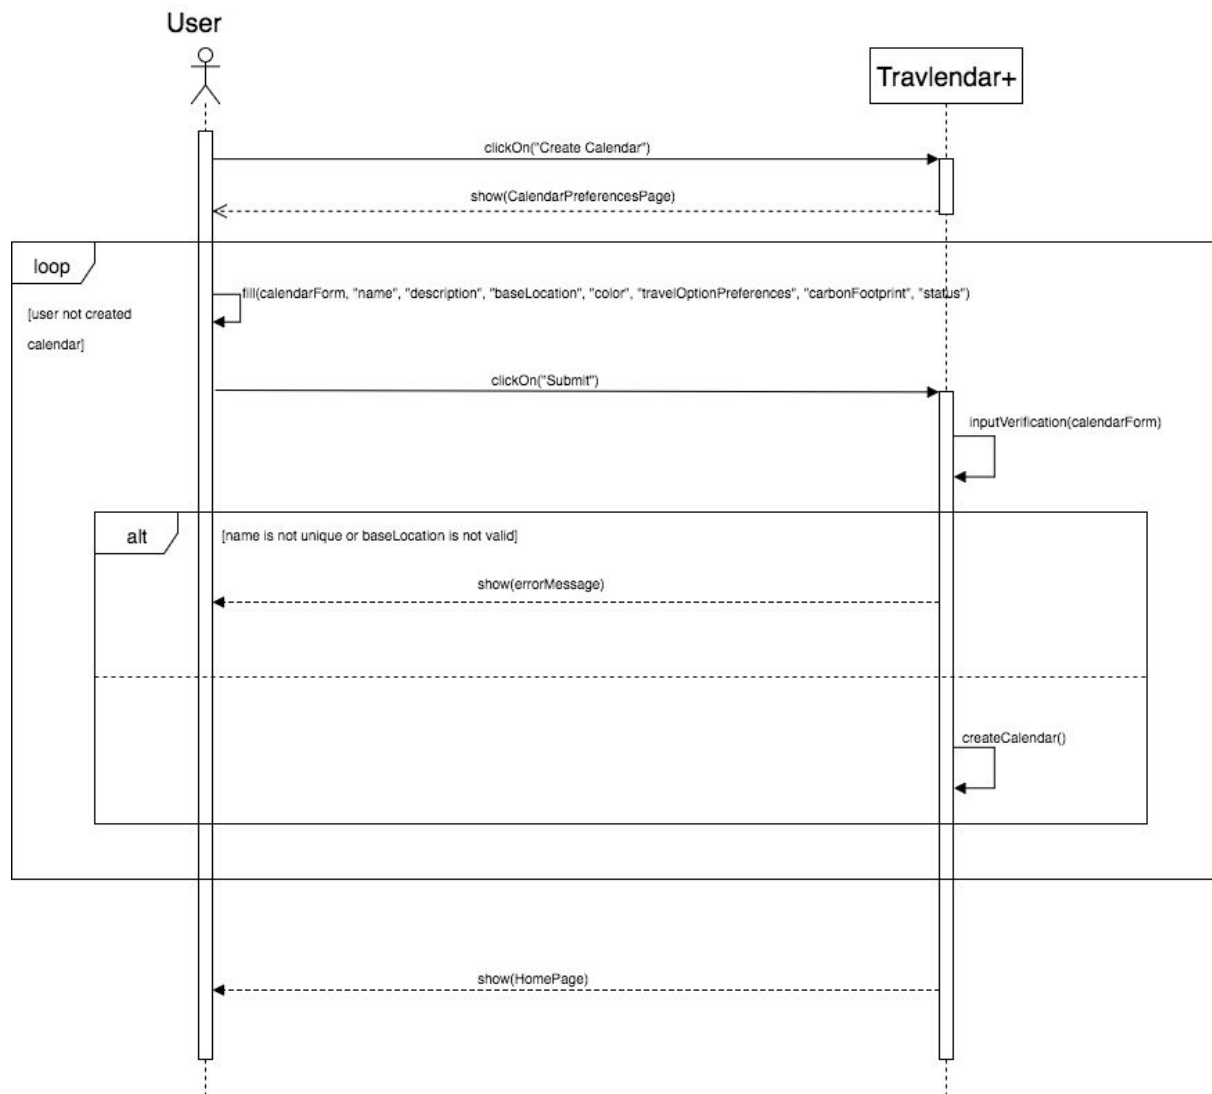 User
Travlendar+
clickOn("Create Calendar")
show(CalendarPreferencesPage)
loop
fill(calendarForm, "name", "description", "baseLocation", "color", "travelOptionPreferences", "carbonFootprint", "status")
[user not created
calendar]
clickOn("Submit")
inputVerification(calendarForm)
alt
[name is not unique or baseLocation is not valid]
show(errorMessage)
createCalendar()
show(HomePage)